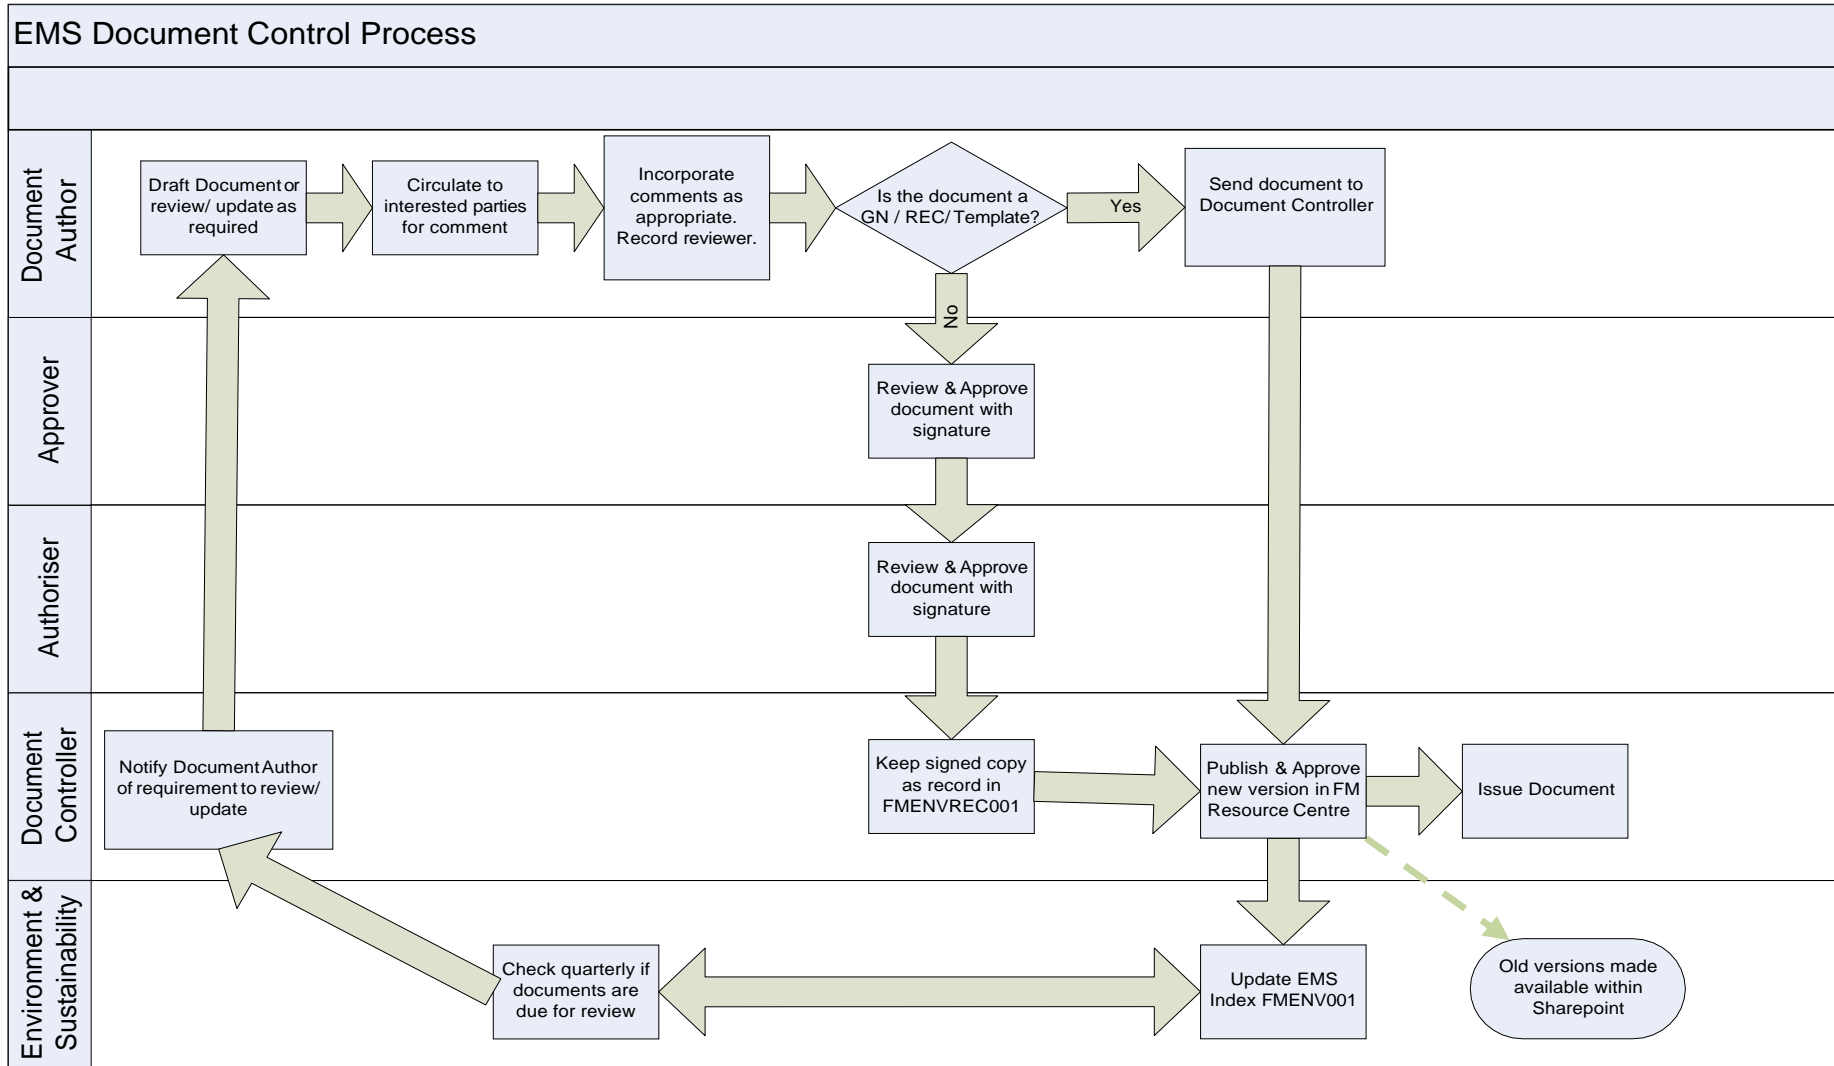 EMS Document Control Process
Document
Author
Draft Document or
review/ update as
required
Circulate to
interested parties
for comment
Incorporate
comments as
appropriate.
Record reviewer.
Is the document a
GN / REC/ Template?
Yes
Send document to
Document Controller
No
Approver
Review & Approve
document with
signature
Authoriser
Review & Approve
document with
signature
Document
Controller
Notify Document Author
of requirement to review/
update
Keep signed copy
as record in
FMENVREC001
Publish & Approve
new version in FM
Resource Centre
Issue Document
Environment &
Sustainability
Check quarterly if
documents are
due for review
Update EMS
Index FMENV001
Old versions made
available within
Sharepoint